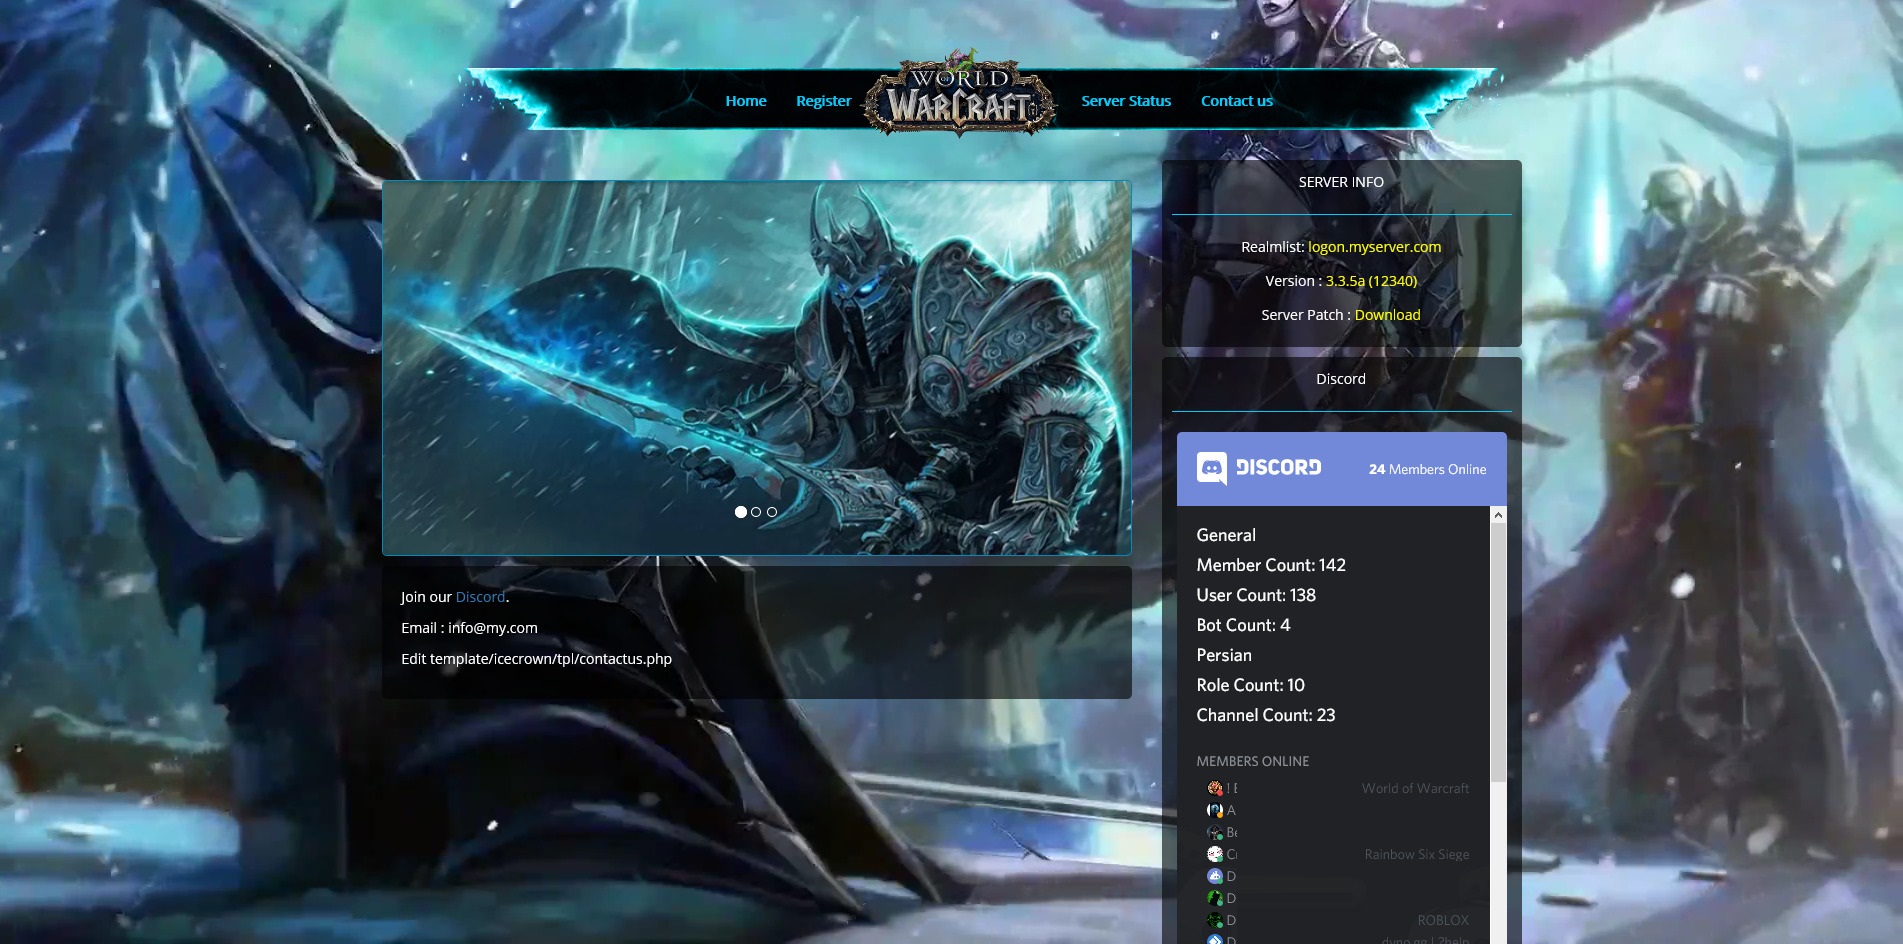 Home
Register
WORLD OF WARCRAFT
Server Status
Contact us
SERVER INFO
Realmlist: logon.myserver.com
Version : 3.3.5a (12340)
Server Patch : Download
Discord
DISCORD
24 Members Online
General
Member Count: 142
User Count: 138
Bot Count: 4
Persian
Role Count: 10
Channel Count: 23
MEMBERS ONLINE
World of Warcraft
A
Be
Rainbow Six Siege
D
D
D
ROBLOX
D
dyno.gg | ?help
Join our Discord.
Email : info@my.com
Edit template/icecrown/tpl/contactus.php